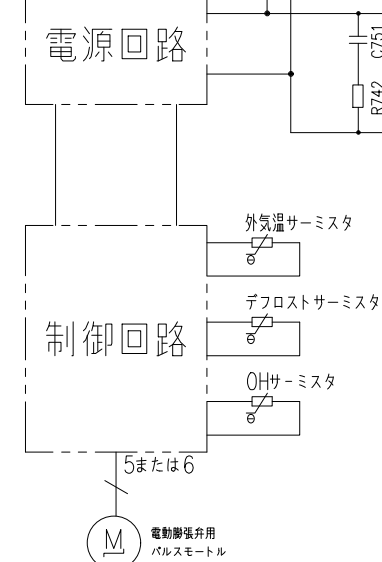 電源回路
C751
R742
外気温サーミスタ
θ
デフロストサーミスタ
θ
制御回路
OHサーミスタ
θ
5または6
M
電動膨張弁用
パルスモートル